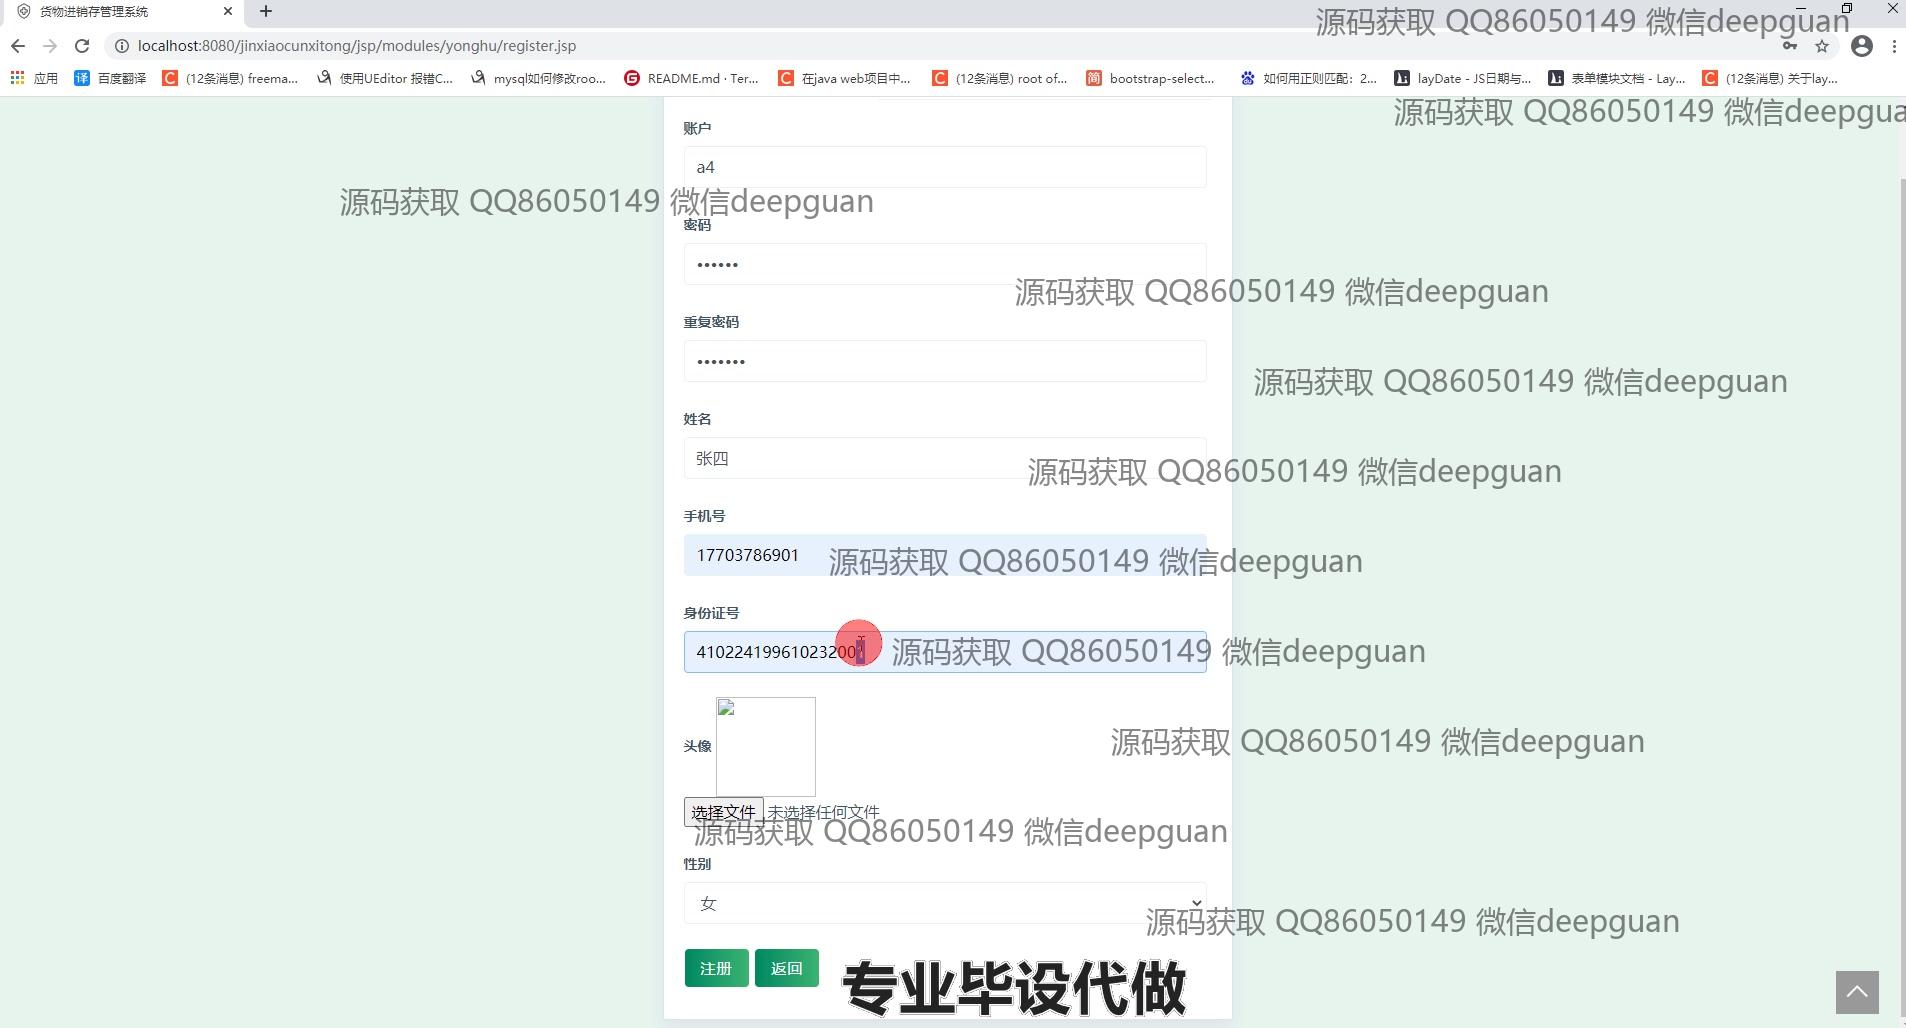 货物进销存管理系统
localhost:8080/jinxiaocunxitong/jsp/modules/yonghu/register.jsp
应用 百度翻译 (12条消息) freema... 使用UEditor 报错C... mysql如何修改roo... README.md · Ter... 在java web项目中... (12条消息) root of... bootstrap-select... 如何用正则匹配：2... layDate - JS日期与... 表单模块文档 - Lay... (12条消息) 关于lay...
源码获取 QQ86050149 微信deepguan
源码获取 QQ86050149 微信deepgua
账户
a4
源码获取 QQ86050149 微信deepguan
密码
••••••
源码获取 QQ86050149 微信deepguan
重复密码
•••••••
源码获取 QQ86050149 微信deepguan
姓名
张四
源码获取 QQ86050149 微信deepguan
手机号
17703786901
源码获取 QQ86050149 微信deepguan
身份证号
41022419961023200
源码获取 QQ86050149 微信deepguan
头像
源码获取 QQ86050149 微信deepguan
选择文件 未选择任何文件
源码获取 QQ86050149 微信deepguan
性别
女
源码获取 QQ86050149 微信deepguan
注册 返回
专业毕设代做